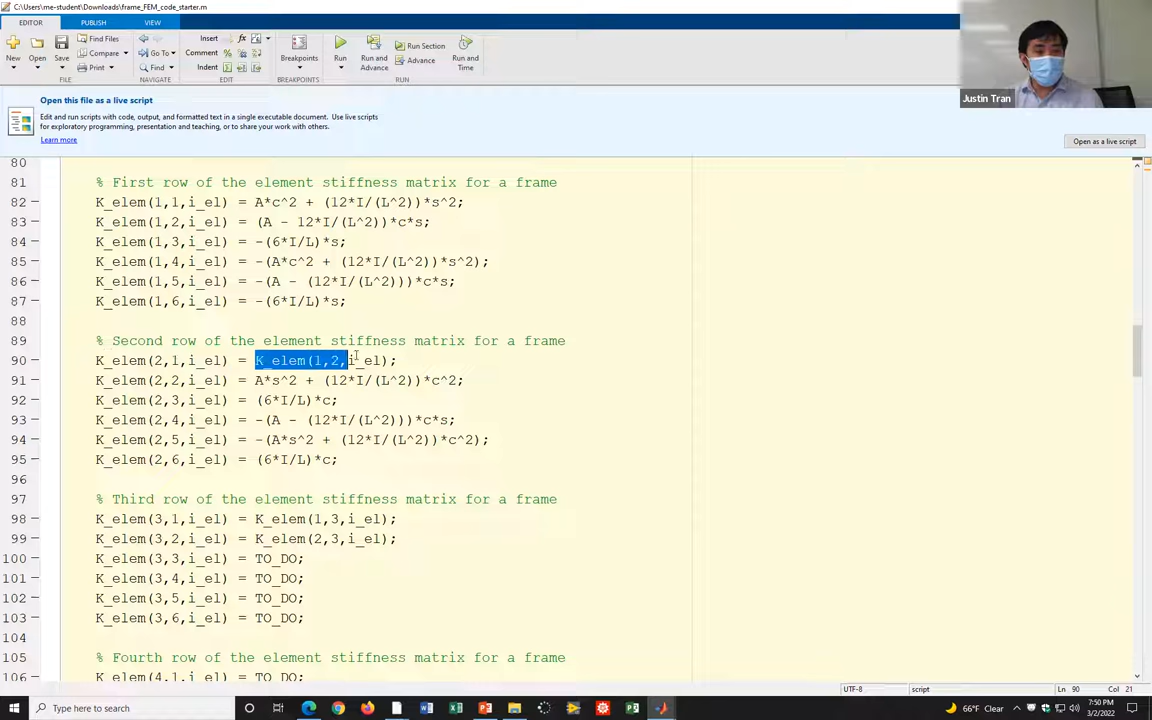 C:\Users\me-student\Downloads\frame_FEM_code_starter.m
EDITOR PUBLISH VIEW
New Open Save Find Files Compare Print
Go To Find
Insert fx
Comment
Indent
Breakpoints
Run Run and Advance Run Section Advance Run and Time
FILE NAVIGATE EDIT BREAKPOINTS RUN
Justin Tran
Open this file as a live script
Edit and run scripts with code, output, and formatted text in a single executable document. Use live scripts
for exploratory programming, presentation and teaching, or to share your work with others.
Learn more
Open as a live script
80
81 % First row of the element stiffness matrix for a frame
82 K_elem(1,1,i_el) = A*c^2 + (12*I/(L^2))*s^2;
83 K_elem(1,2,i_el) = (A - 12*I/(L^2))*c*s;
84 K_elem(1,3,i_el) = -(6*I/L)*s;
85 K_elem(1,4,i_el) = -(A*c^2 + (12*I/(L^2))*s^2);
86 K_elem(1,5,i_el) = -(A - (12*I/(L^2)))*c*s;
87 K_elem(1,6,i_el) = -(6*I/L)*s;
88
89 % Second row of the element stiffness matrix for a frame
90 K_elem(2,1,i_el) = K_elem(1,2,i_el);
91 K_elem(2,2,i_el) = A*s^2 + (12*I/(L^2))*c^2;
92 K_elem(2,3,i_el) = (6*I/L)*c;
93 K_elem(2,4,i_el) = -(A - (12*I/(L^2)))*c*s;
94 K_elem(2,5,i_el) = -(A*s^2 + (12*I/(L^2))*c^2);
95 K_elem(2,6,i_el) = (6*I/L)*c;
96
97 % Third row of the element stiffness matrix for a frame
98 K_elem(3,1,i_el) = K_elem(1,3,i_el);
99 K_elem(3,2,i_el) = K_elem(2,3,i_el);
100 K_elem(3,3,i_el) = TO_DO;
101 K_elem(3,4,i_el) = TO_DO;
102 K_elem(3,5,i_el) = TO_DO;
103 K_elem(3,6,i_el) = TO_DO;
104
105 % Fourth row of the element stiffness matrix for a frame
106 K_elem(4,1,i_el) = TO_DO;
UTF-8 script Ln 90 Col 21
Type here to search
66°F Clear
7:50 PM
3/2/2022